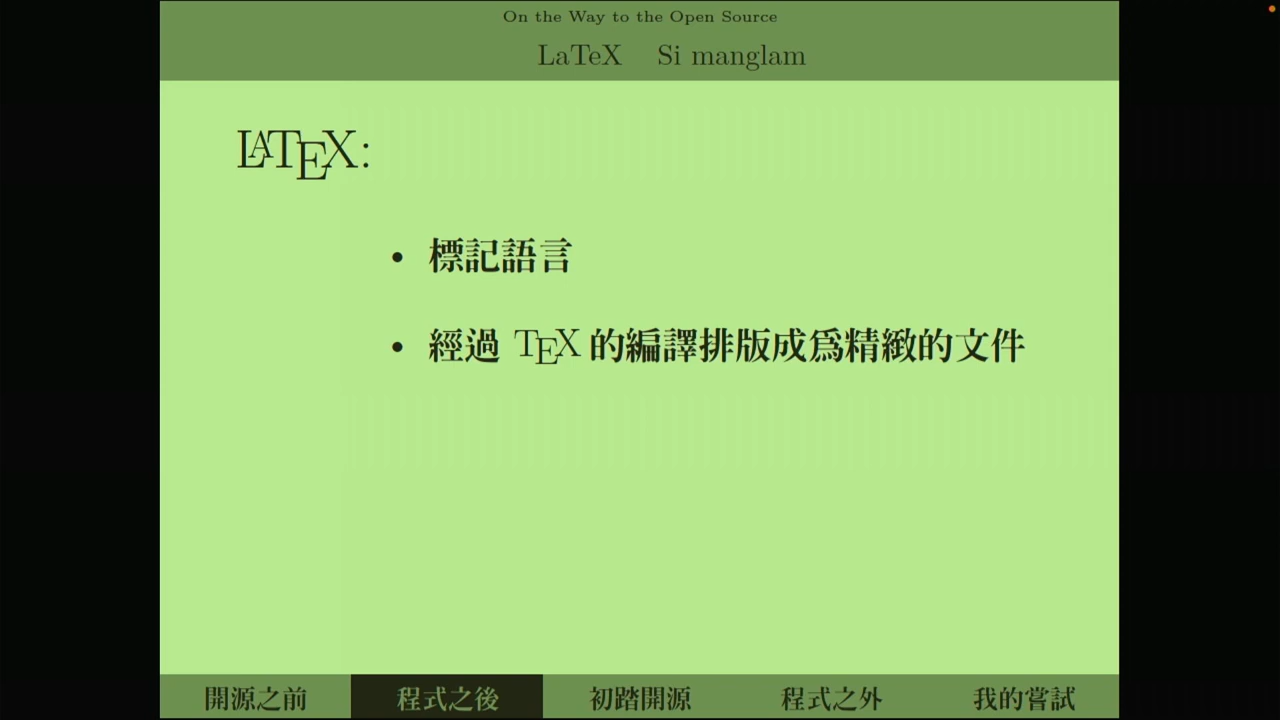 On the Way to the Open Source
LaTeX Si manglam
LATEX:
• 標記語言
• 經過 TEX 的編譯排版成爲精緻的文件
開源之前 程式之後 初踏開源 程式之外 我的嘗試